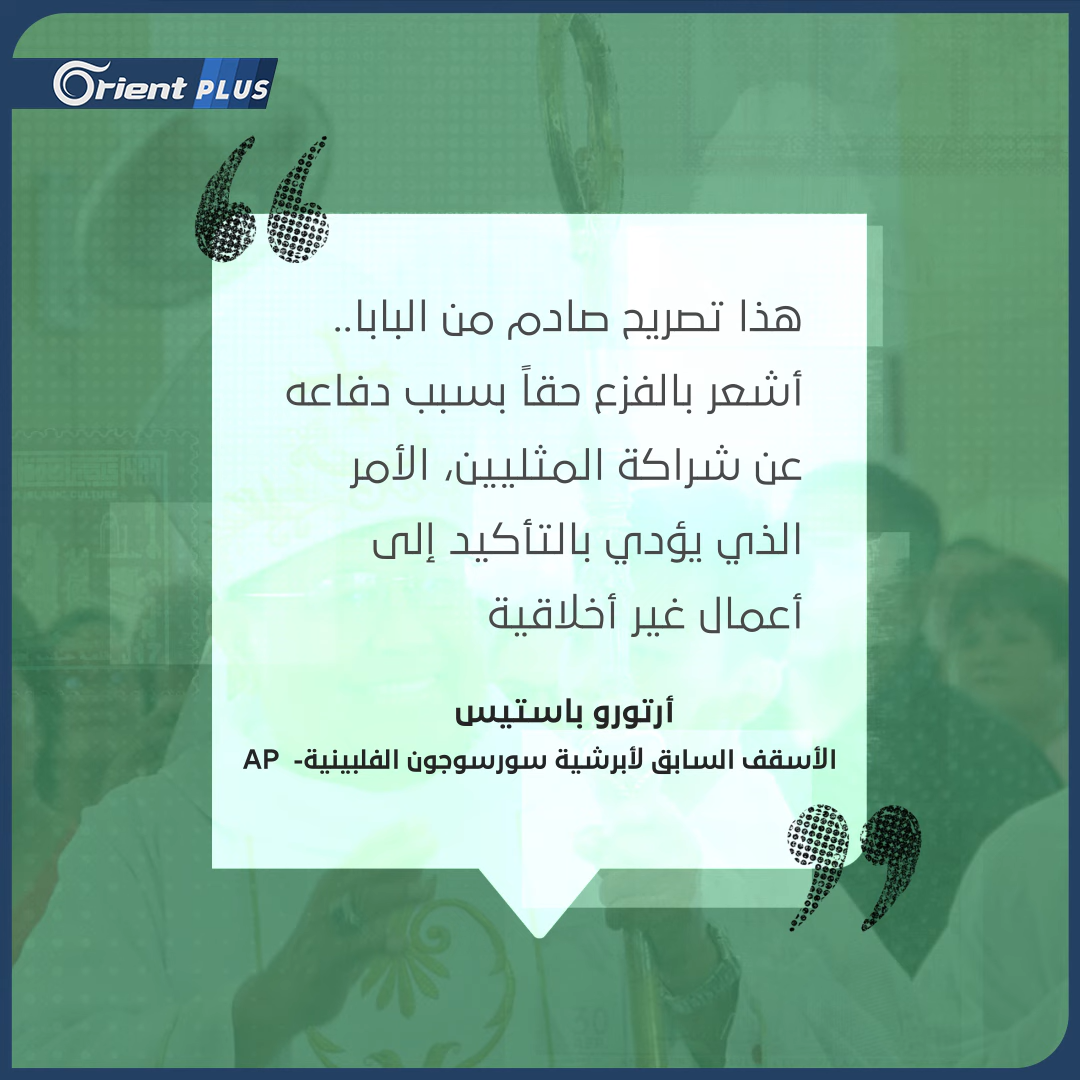 Orient PLUS
هذا تصريح صادم من البابا..
أشعر بالفزع حقاً بسبب دفاعه
عن شراكة المثليين، الأمر
الذي يؤدي بالتأكيد إلى
أعمال غير أخلاقية
أرتورو باستيس
الأسقف السابق لأبرشية سورسوجون الفلبينية- AP
30